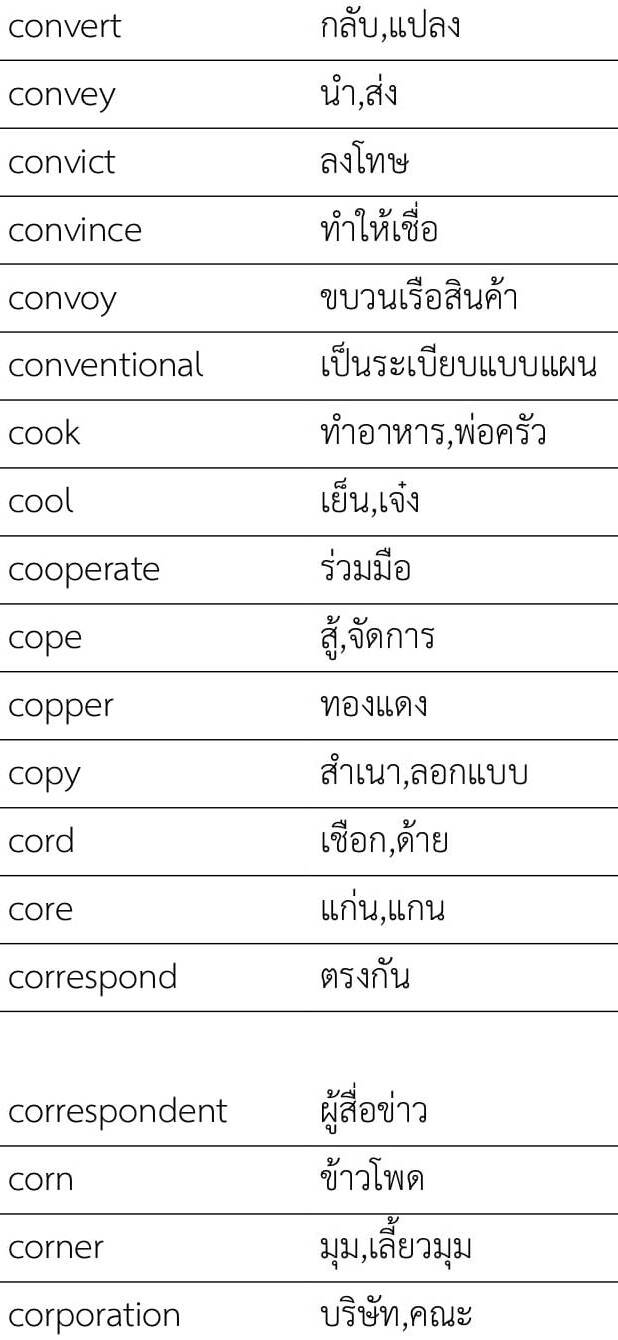 convert กลับ,แปลง
convey นำ,ส่ง
convict ลงโทษ
convince ทำให้เชื่อ
convoy ขบวนเรือสินค้า
conventional เป็นระเบียบแบบแผน
cook ทำอาหาร,พ่อครัว
cool เย็น,เจ๋ง
cooperate ร่วมมือ
cope สู้,จัดการ
copper ทองแดง
copy สำเนา,ลอกแบบ
cord เชือก,ด้าย
core แก่น,แกน
correspond ตรงกัน
correspondent ผู้สื่อข่าว
corn ข้าวโพด
corner มุม,เลี้ยวมุม
corporation บริษัท,คณะ